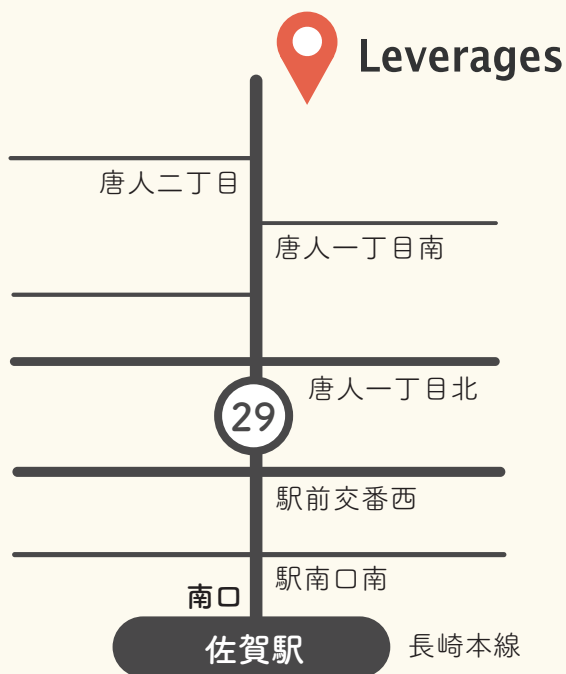 Leverages
唐人二丁目
唐人一丁目南
唐人一丁目北
29
駅前交番西
駅南口南
南口
佐賀駅
長崎本線